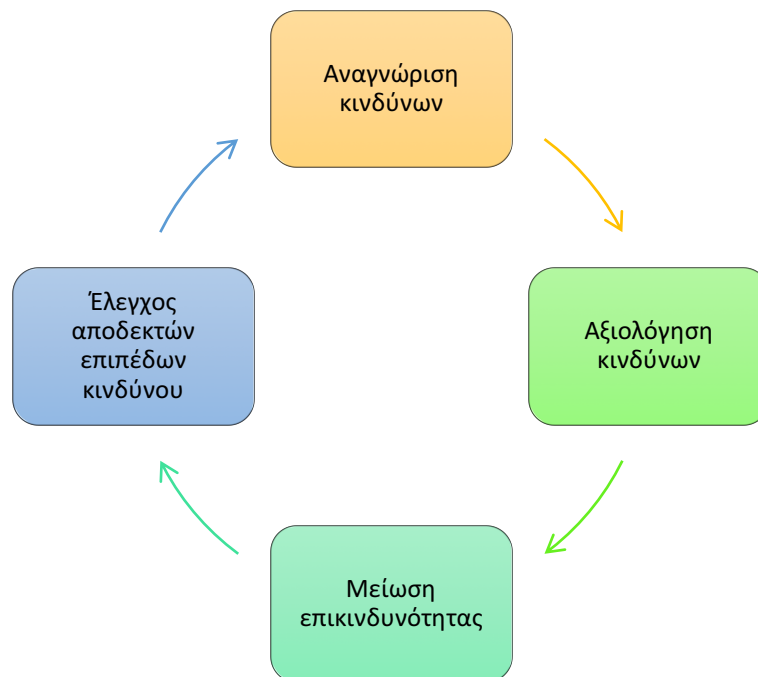 Αναγνώριση
κινδύνων
Αξιολόγηση
κινδύνων
Μείωση
επικινδυνότητας
Έλεγχος
αποδεκτών
επιπέδων
κινδύνου